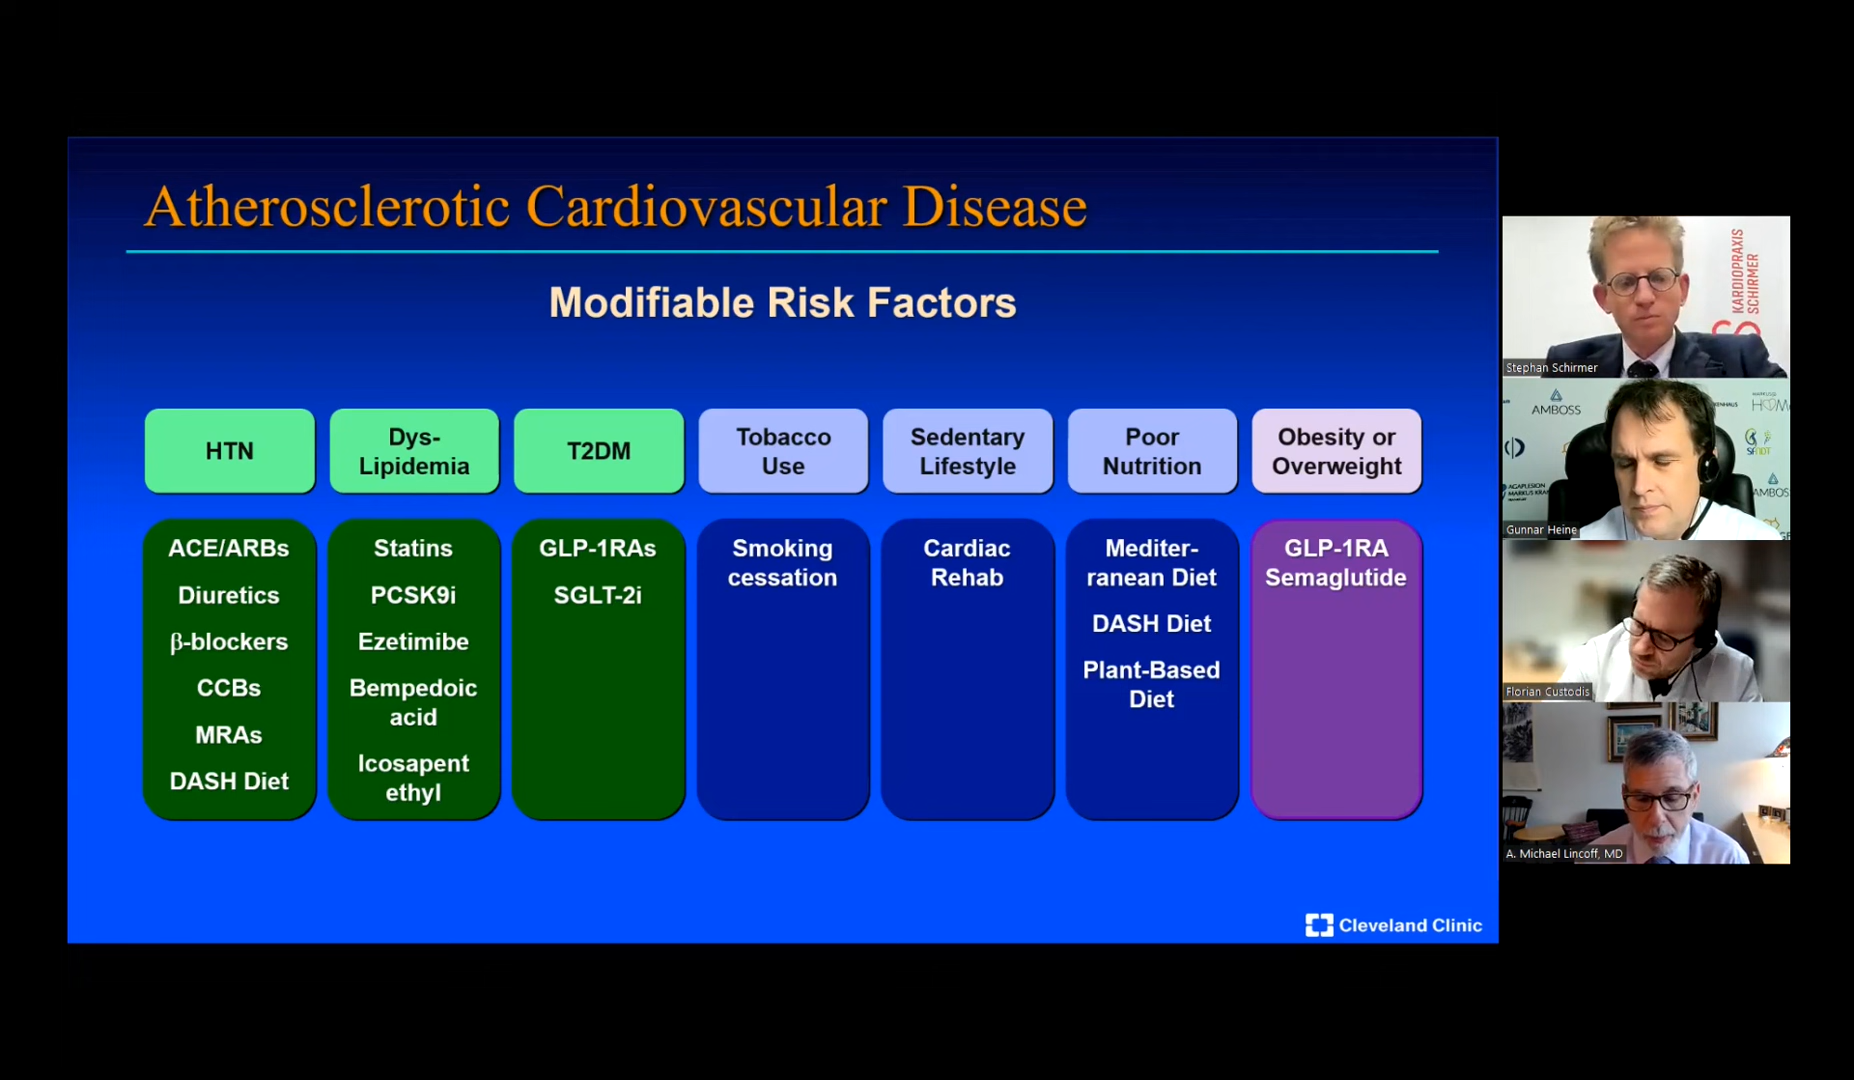 Atherosclerotic Cardiovascular Disease
Modifiable Risk Factors
HTN
Dys-
Lipidemia
T2DM
Tobacco
Use
Sedentary
Lifestyle
Poor
Nutrition
Obesity or
Overweight
ACE/ARBs
Diuretics
β-blockers
CCBs
MRAs
DASH Diet
Statins
PCSK9i
Ezetimibe
Bempedoic
acid
Icosapent
ethyl
GLP-1RAs
SGLT-2i
Smoking
cessation
Cardiac
Rehab
Mediter-
ranean Diet
DASH Diet
Plant-Based
Diet
GLP-1RA
Semaglutide
Cleveland Clinic
KARDIOPRAXIS
SCHIRMER
Stephan Schirmer
AMBOSS
Gunnar Heine
Florian Custodis
A. Michael Lincoff, MD